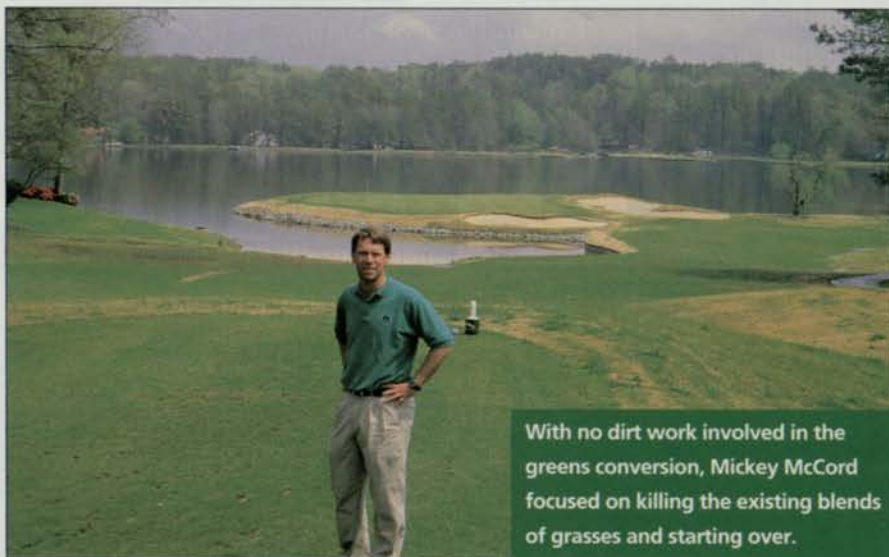 With no dirt work involved in the
greens conversion, Mickey McCord
focused on killing the existing blends
of grasses and starting over.